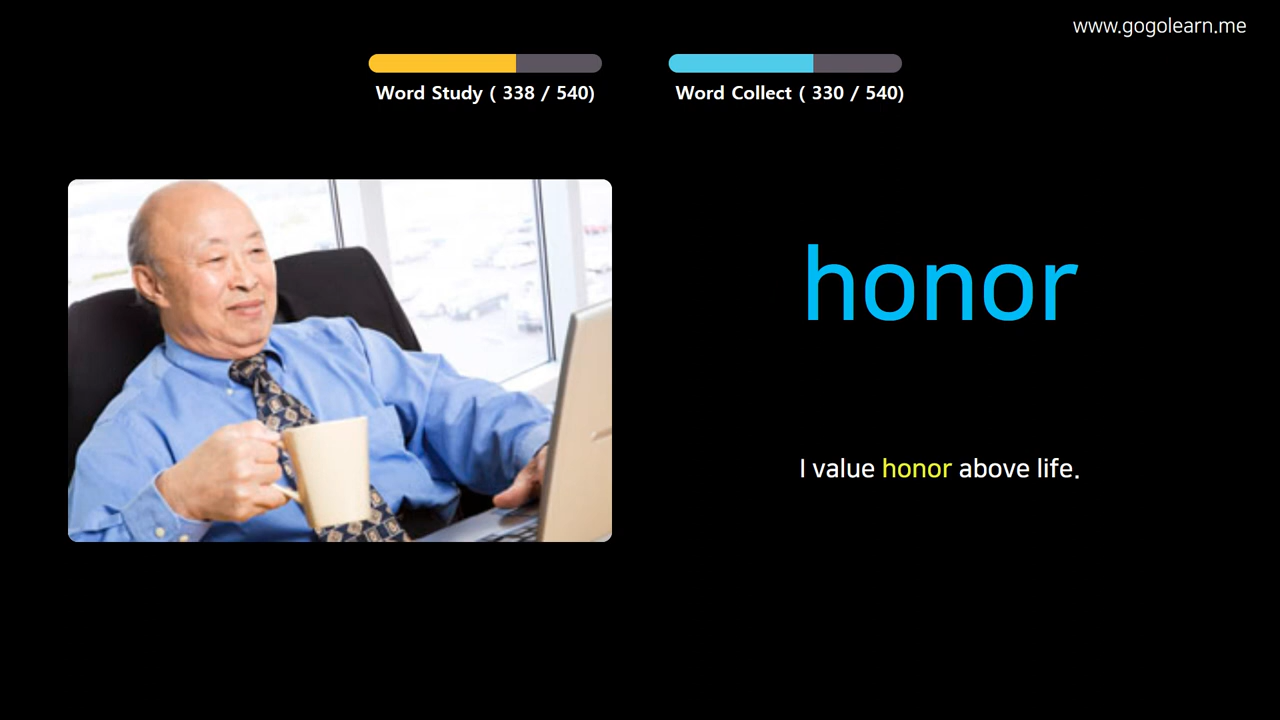 www.gogolearn.me
Word Study ( 338 / 540)
Word Collect ( 330 / 540)
honor
I value honor above life.